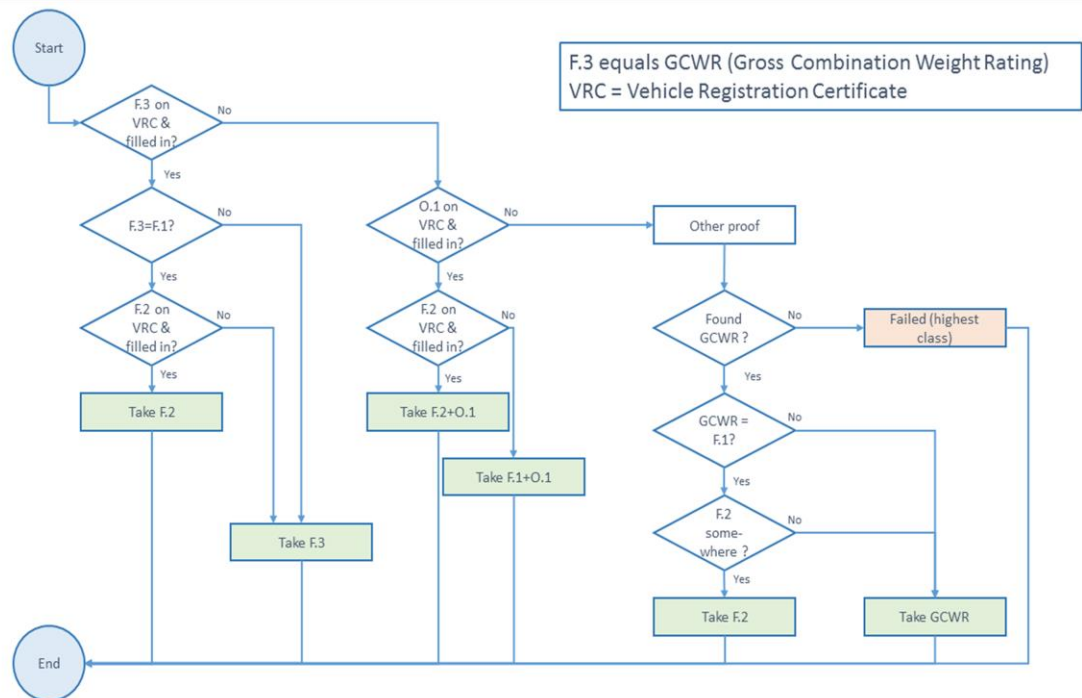 Start
F.3 equals GCWR (Gross Combination Weight Rating)
VRC = Vehicle Registration Certificate
F.3 on
VRC &
filled in?
No
Yes
F.3=F.1?
No
Yes
F.2 on
VRC &
filled in?
No
Yes
Take F.2
Take F.3
O.1 on
VRC &
filled in?
No
Yes
F.2 on
VRC &
filled in?
No
Yes
Take F.2+O.1
Take F.1+O.1
Other proof
Found
GCWR ?
No
Failed (highest
class)
Yes
GCWR =
F.1?
No
Yes
F.2
some-
where ?
No
Yes
Take F.2
Take GCWR
End